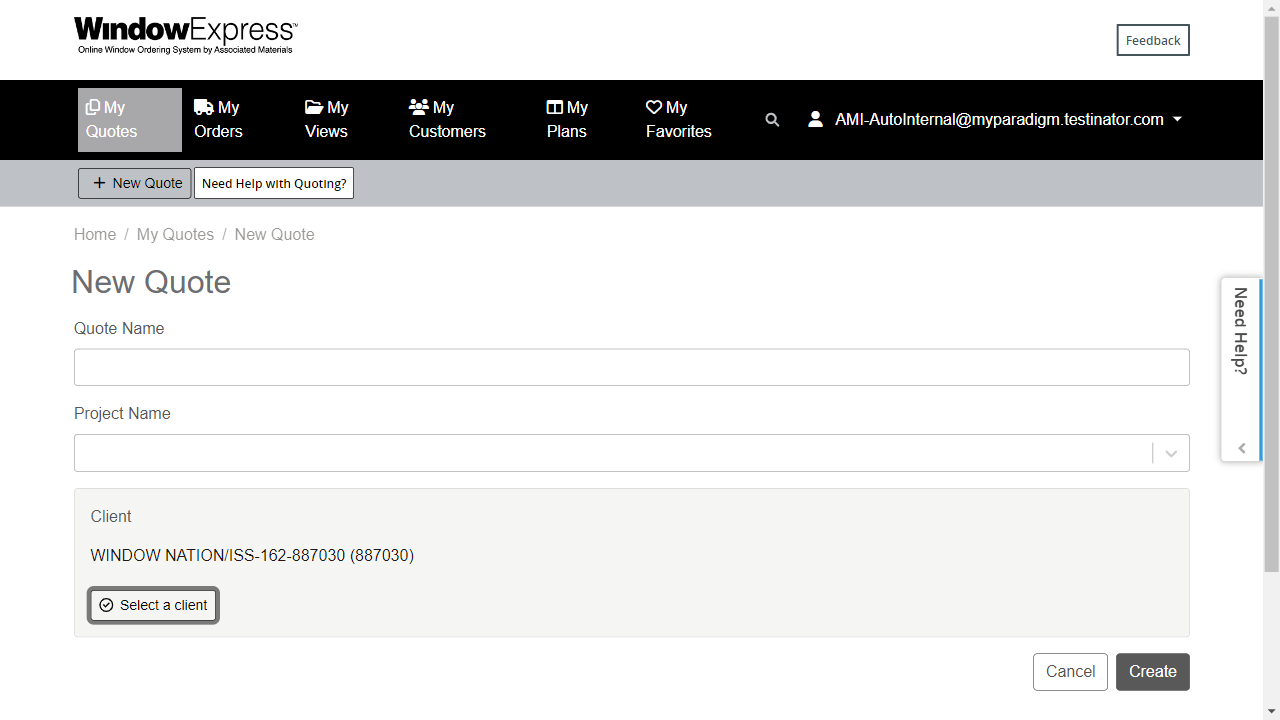 WindowExpress™
Online Window Ordering System by Associated Materials
Feedback
My Quotes
My Orders
My Views
My Customers
My Plans
My Favorites
AMI-AutoInternal@myparadigm.testinator.com
New Quote
Need Help with Quoting?
Home / My Quotes / New Quote
New Quote
Quote Name
Project Name
Client
WINDOW NATION/ISS-162-887030 (887030)
Select a client
Cancel
Create
Need Help?